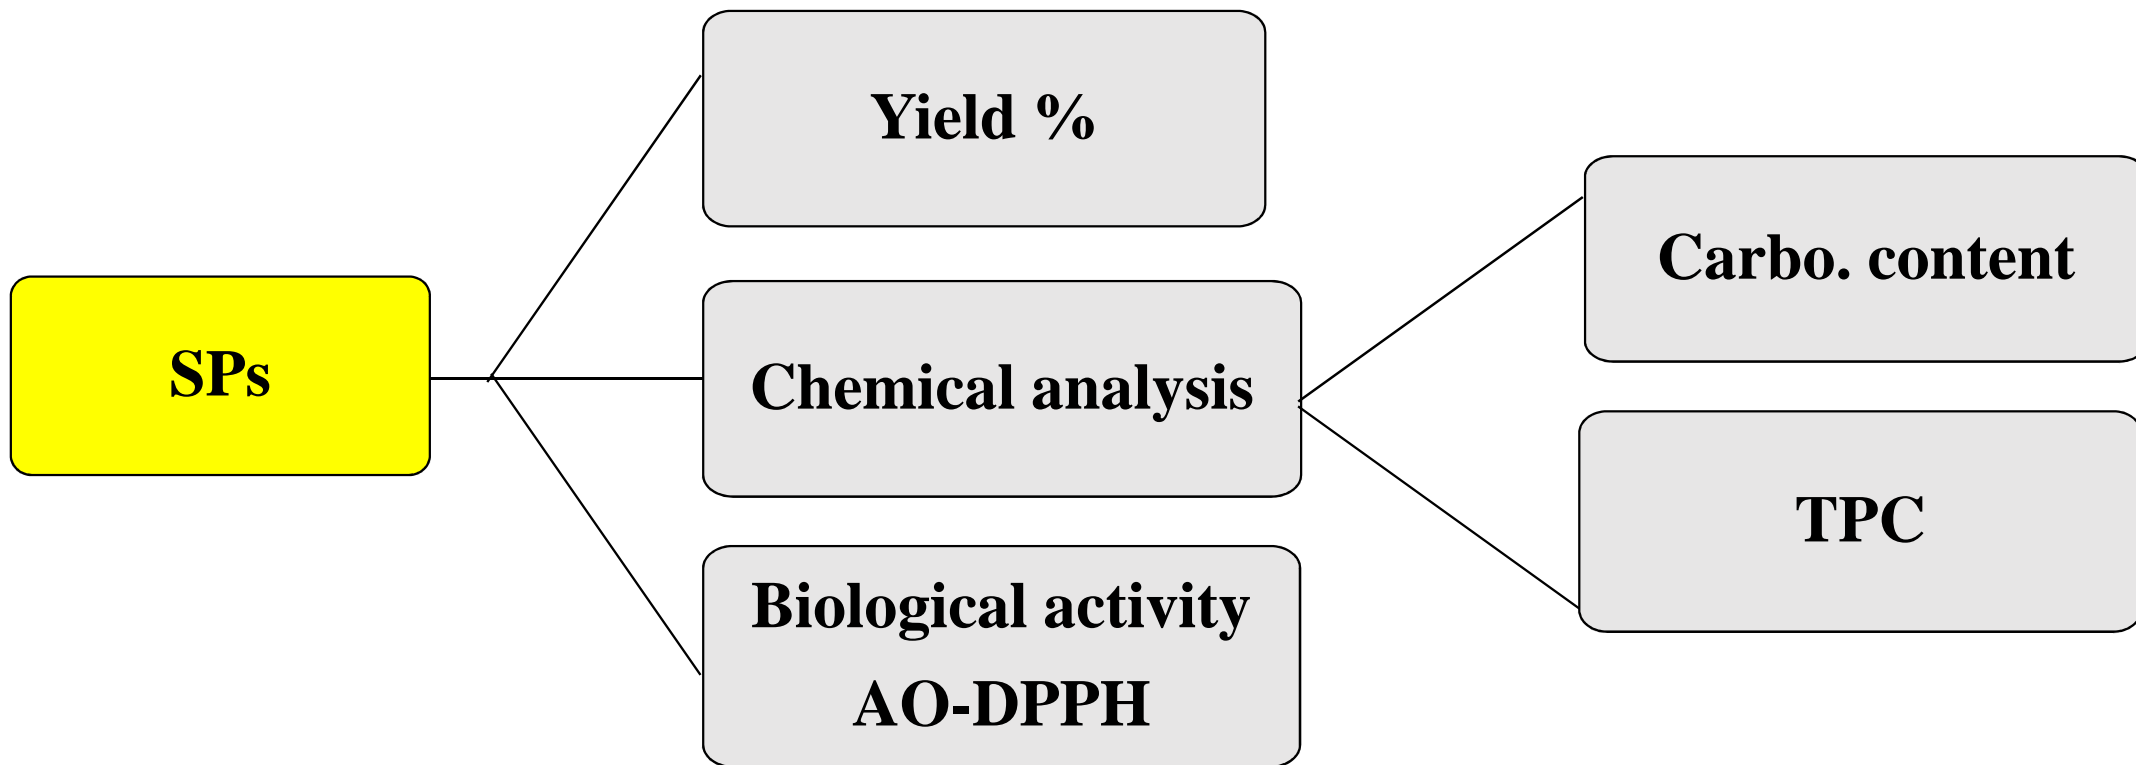 SPs
Yield %
Chemical analysis
Biological activity
AO-DPPH
Carbo. content
TPC